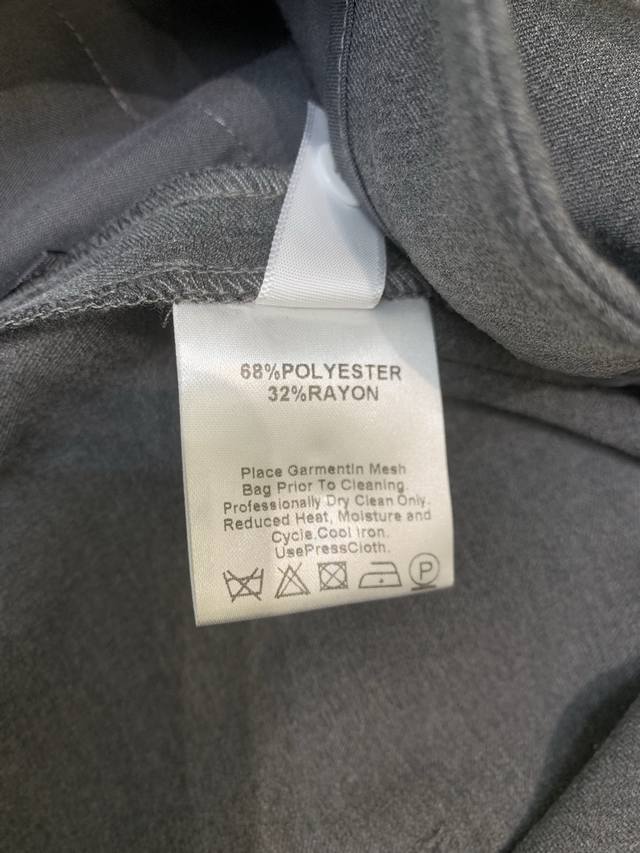 68%POLYESTER
32%RAYON
Place GarmentIn Mesh
Bag Prior To Cleaning.
Professionally Dry Clean Only.
Reduced Heat, Moisture and
Cycle.Cool Iron.
UsePressCloth.
P